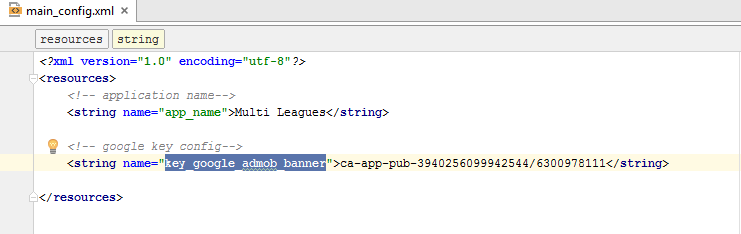 main_config.xml
resources string
<?xml version="1.0" encoding="utf-8"?>
<resources>
<!-- application name-->
<string name="app_name">Multi Leagues</string>
<!-- google key config-->
<string name="key_google_admob_banner">ca-app-pub-3940256099942544/6300978111</string>
</resources>